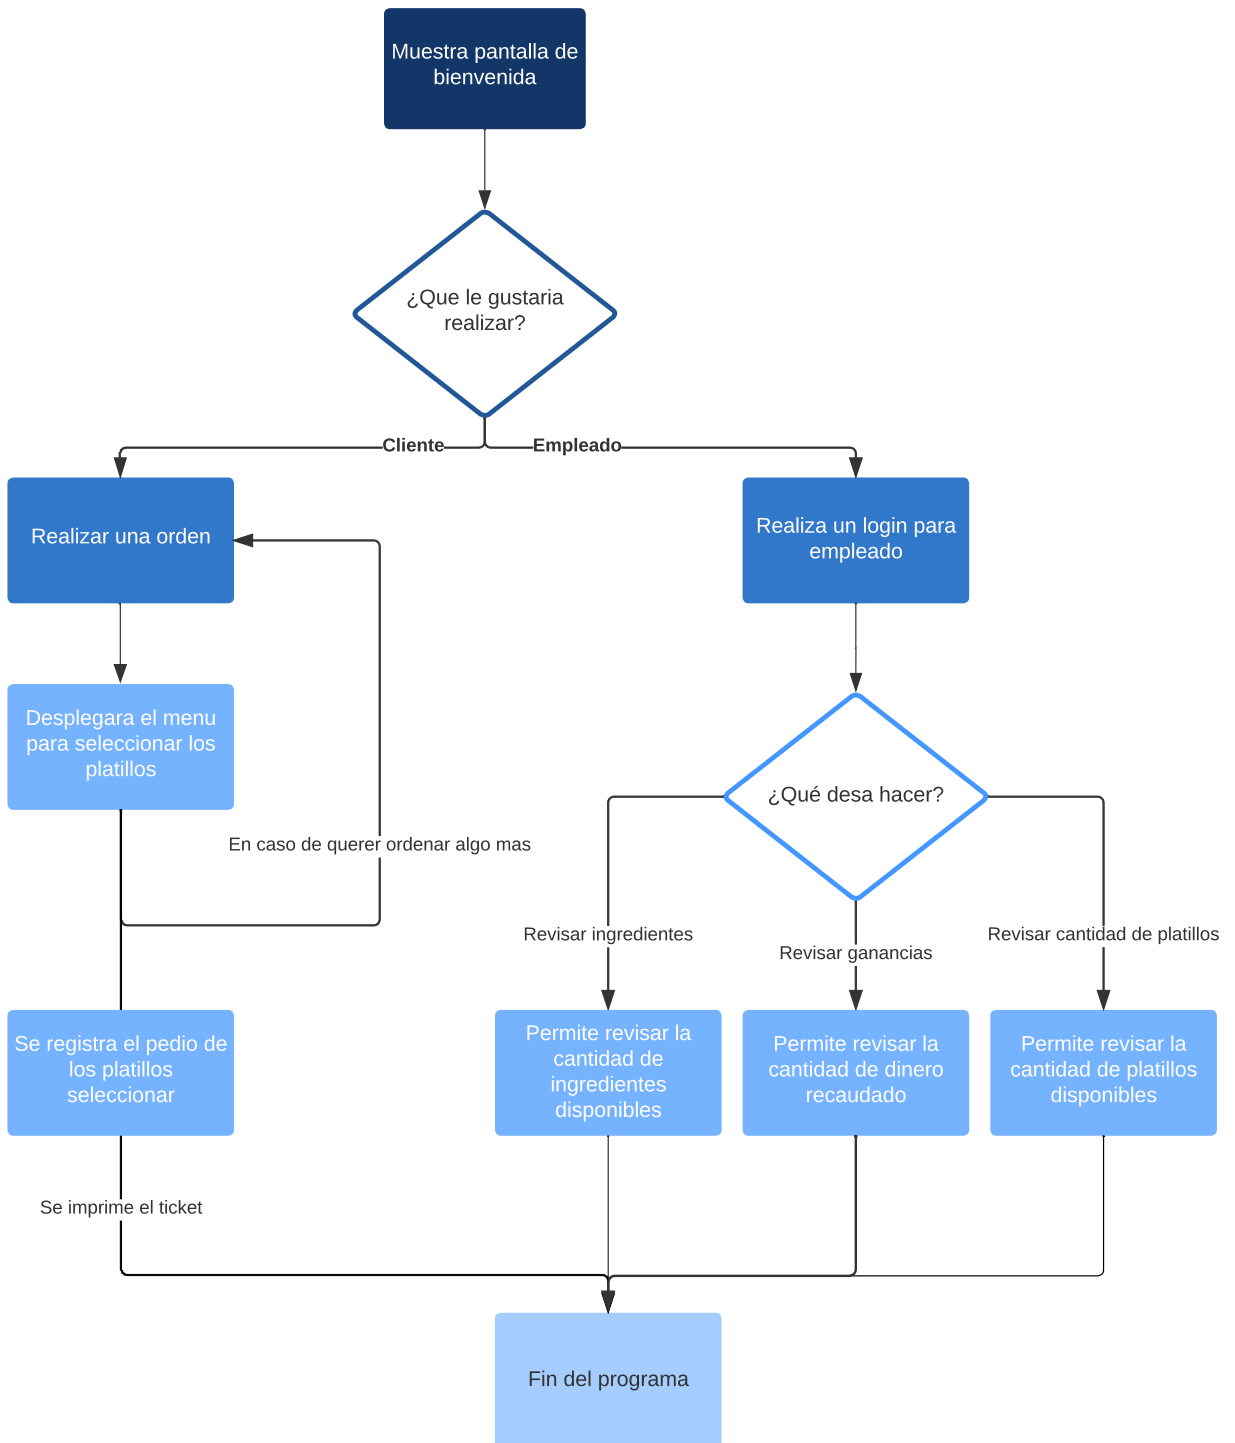 Muestra pantalla de
bienvenida
¿Que le gustaria
realizar?
Cliente
Empleado
Realizar una orden
Realiza un login para
empleado
Desplegara el menu
para seleccionar los
platillos
¿Qué desa hacer?
En caso de querer ordenar algo mas
Revisar ingredientes
Revisar ganancias
Revisar cantidad de platillos
Se registra el pedio de
los platillos
seleccionar
Permite revisar la
cantidad de
ingredientes
disponibles
Permite revisar la
cantidad de dinero
recaudado
Permite revisar la
cantidad de platillos
disponibles
Se imprime el ticket
Fin del programa